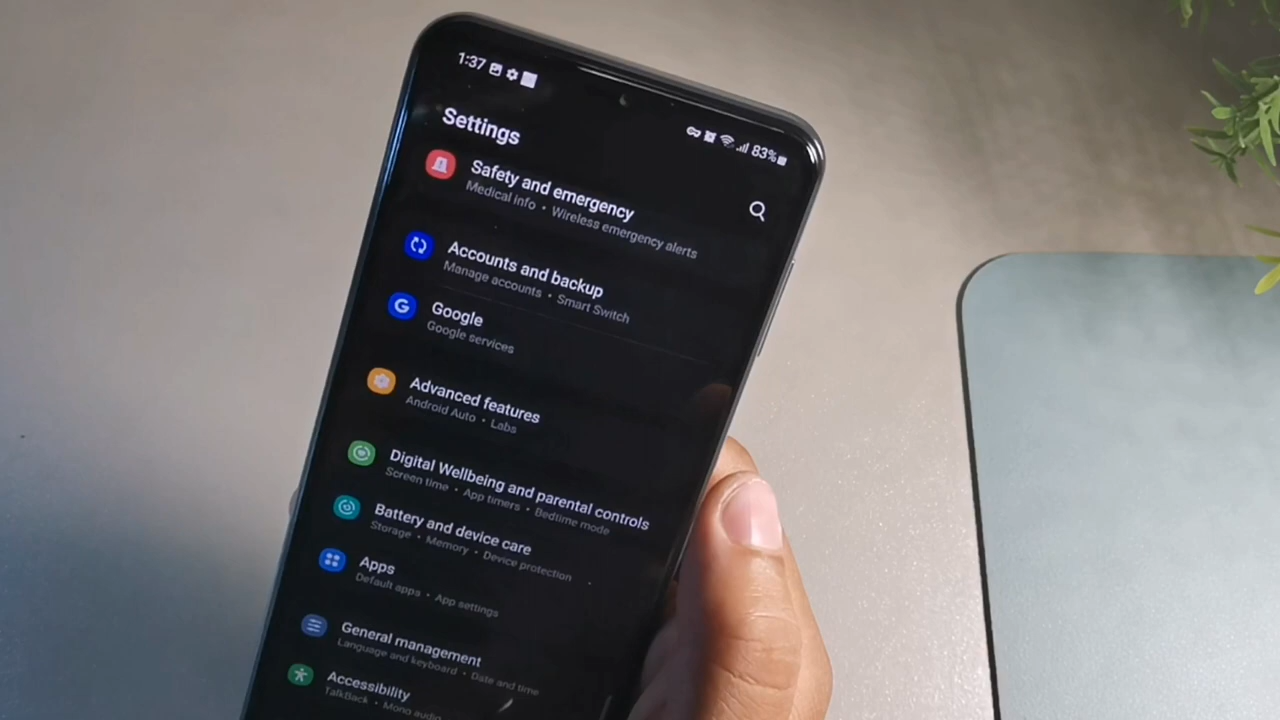 1:37
83%
Settings
Safety and emergency
Medical info • Wireless emergency alerts
Accounts and backup
Manage accounts • Smart Switch
Google
Google services
Advanced features
Android Auto • Labs
Digital Wellbeing and parental controls
Screen time • App timers • Bedtime mode
Battery and device care
Storage • Memory • Device protection
Apps
Default apps • App settings
General management
Language and keyboard • Date and time
Accessibility
TalkBack • Mono audio